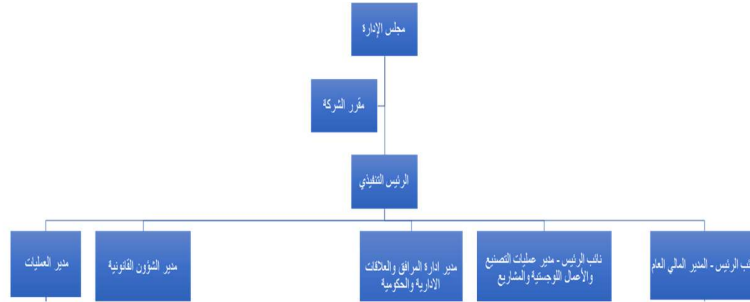 مجلس الإدارة
مقرر الشركة
الرئيس التنفيذي
نائب الرئيس - المدير المالي العام
نائب الرئيس - مدير عمليات التصنيع
والأعمال اللوجستية والمشاريع
مدير ادارة المرافق والعلاقات
الادارية والحكومية
مدير الشؤون القانونية
مدير العمليات